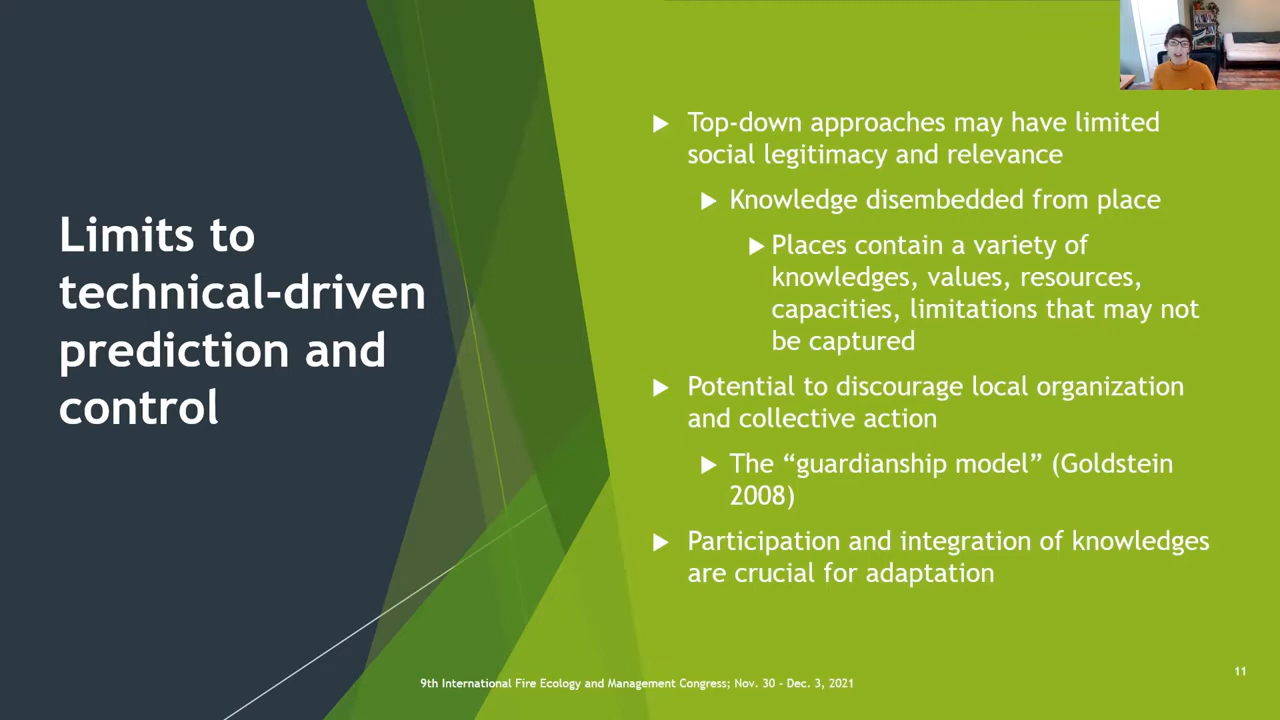 Limits to
technical-driven
prediction and
control
Top-down approaches may have limited
social legitimacy and relevance
Knowledge disembedded from place
Places contain a variety of
knowledges, values, resources,
capacities, limitations that may not
be captured
Potential to discourage local organization
and collective action
The “guardianship model” (Goldstein
2008)
Participation and integration of knowledges
are crucial for adaptation
9th International Fire Ecology and Management Congress; Nov. 30 - Dec. 3, 2021
11